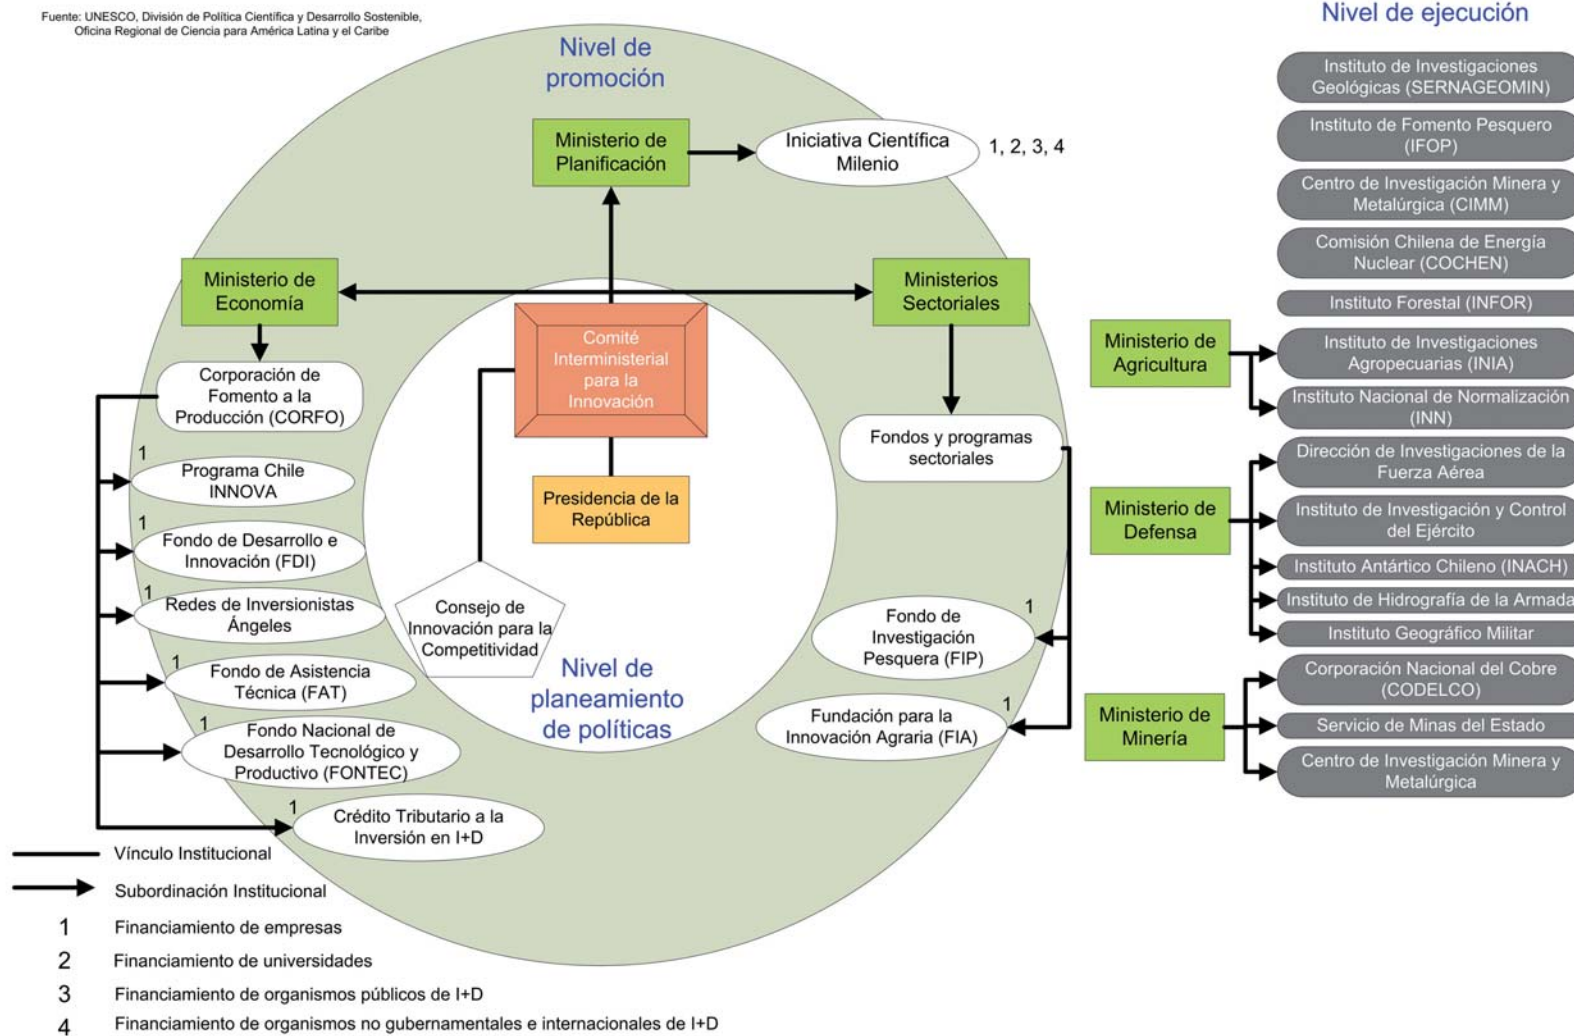 Fuente: UNESCO, División de Política Científica y Desarrollo Sostenible,
Oficina Regional de Ciencia para América Latina y el Caribe
Nivel de
promoción
Ministerio de
Planificación
Iniciativa Científica
Milenio
1, 2, 3, 4
Ministerio de
Economía
Ministerios
Sectoriales
Comité
Interministerial
para la
Innovación
Corporación de
Fomento a la
Producción (CORFO)
Fondos y programas
sectoriales
1
Programa Chile
INNOVA
Presidencia de la
República
1
Fondo de Desarrollo e
Innovación (FDI)
1
Redes de Inversionistas
Ángeles
Consejo de
Innovación para la
Competitividad
1
Fondo de
Investigación
Pesquera (FIP)
1
Fondo de Asistencia
Técnica (FAT)
Nivel de
planeamiento
de políticas
1
Fundación para la
Innovación Agraria (FIA)
1
Fondo Nacional de
Desarrollo Tecnológico y
Productivo (FONTEC)
1
Crédito Tributario a la
Inversión en I+D
Nivel de ejecución
Instituto de Investigaciones
Geológicas (SERNAGEOMIN)
Instituto de Fomento Pesquero
(IFOP)
Centro de Investigación Minera y
Metalúrgica (CIMM)
Comisión Chilena de Energía
Nuclear (COCHEN)
Instituto Forestal (INFOR)
Ministerio de
Agricultura
Instituto de Investigaciones
Agropecuarias (INIA)
Instituto Nacional de Normalización
(INN)
Ministerio de
Defensa
Dirección de Investigaciones de la
Fuerza Aérea
Instituto de Investigación y Control
del Ejército
Instituto Antártico Chileno (INACH)
Instituto de Hidrografía de la Armada
Instituto Geográfico Militar
Ministerio de
Minería
Corporación Nacional del Cobre
(CODELCO)
Servicio de Minas del Estado
Centro de Investigación Minera y
Metalúrgica
Vínculo Institucional
Subordinación Institucional
1 Financiamiento de empresas
2 Financiamiento de universidades
3 Financiamiento de organismos públicos de I+D
4 Financiamiento de organismos no gubernamentales e internacionales de I+D